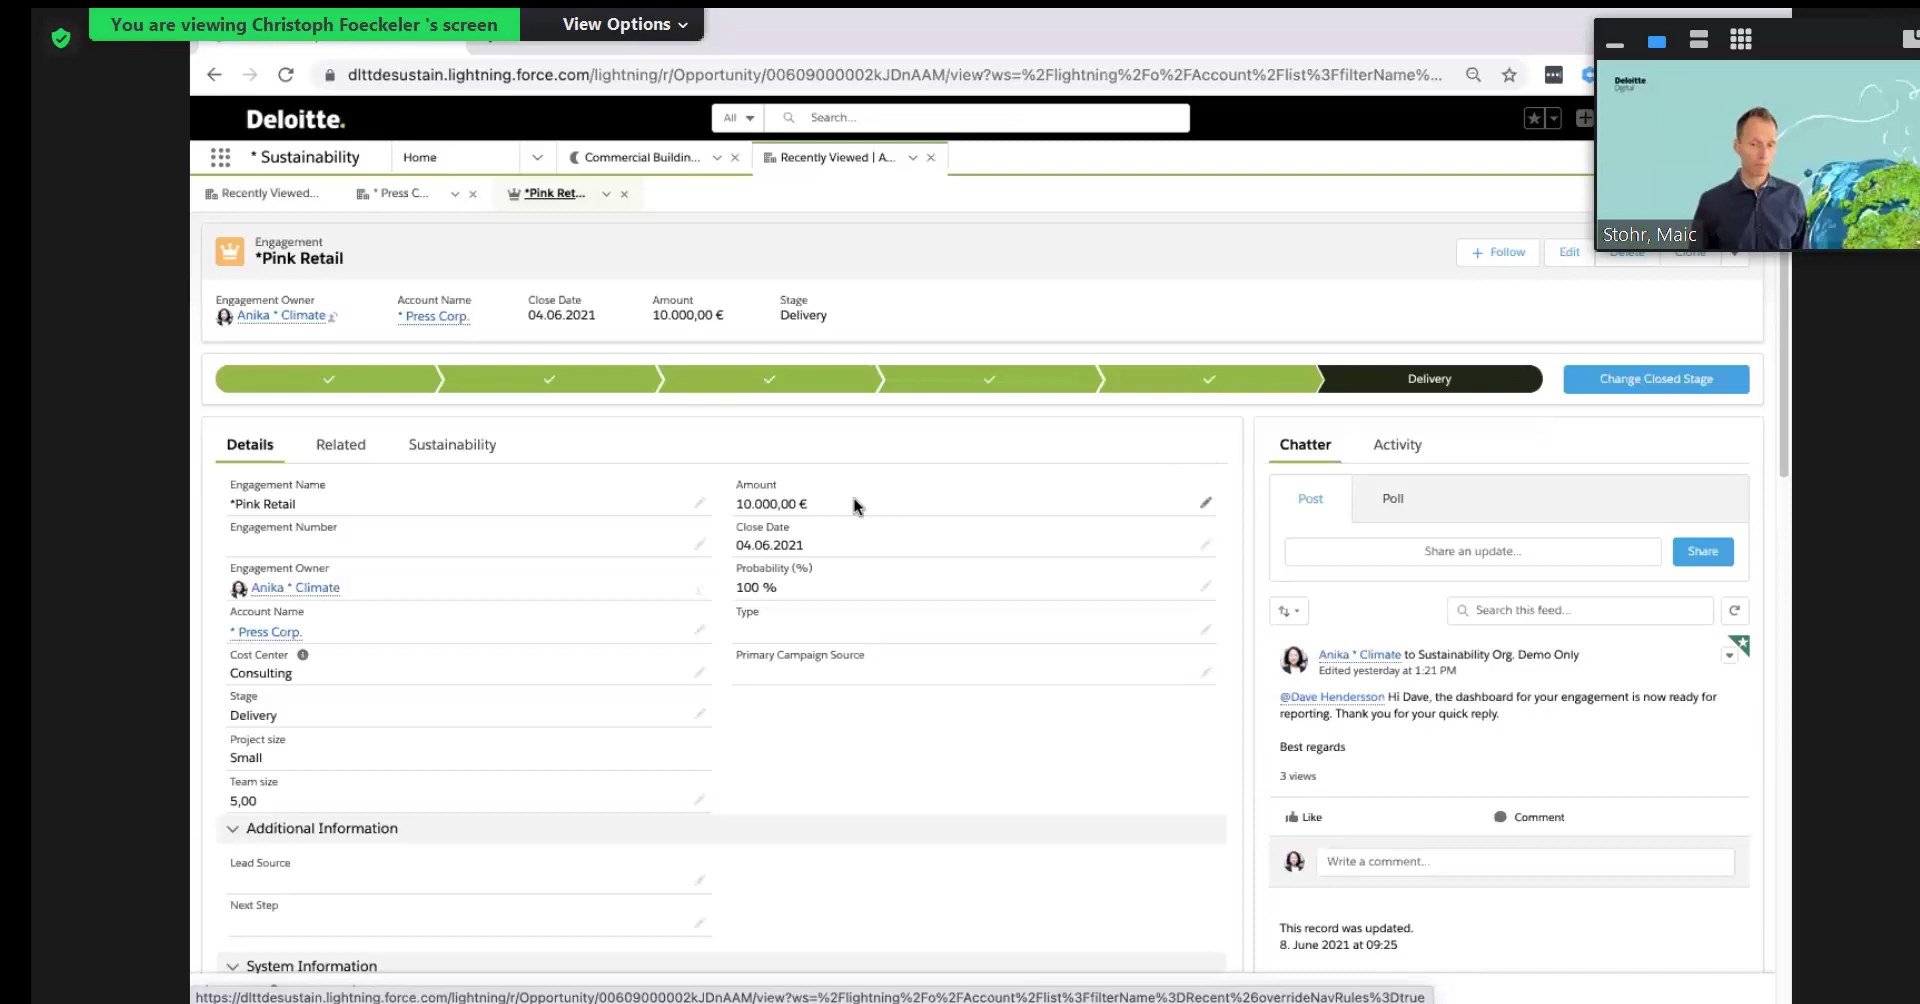 You are viewing Christoph Foeckeler 's screen
View Options
dlttdesustain.lightning.force.com/lightning/r/Opportunity/00609000002kJDnAAM/view?ws=%2Flightning%2Fo%2FAccount%2Flist%3FfilterName%...
Deloitte
Digital
Stohr, Maic
Deloitte.
All
Search...
* Sustainability
Home
Commercial Buildin...
Recently Viewed | A...
Recently Viewed...
* Press C...
*Pink Ret...
Engagement
*Pink Retail
Follow
Edit
Delete
Clone
Engagement Owner
Account Name
Close Date
Amount
Stage
Anika * Climate
* Press Corp.
04.06.2021
10.000,00 €
Delivery
Delivery
Change Closed Stage
Details
Related
Sustainability
Engagement Name
*Pink Retail
Engagement Number
Engagement Owner
Anika * Climate
Account Name
* Press Corp.
Cost Center
Consulting
Stage
Delivery
Project size
Small
Team size
5,00
Amount
10.000,00 €
Close Date
04.06.2021
Probability (%)
100 %
Type
Primary Campaign Source
Additional Information
Lead Source
Next Step
System Information
Chatter
Activity
Post
Poll
Share an update...
Share
Search this feed...
Anika * Climate to Sustainability Org. Demo Only
Edited yesterday at 1:21 PM
@Dave Hendersson Hi Dave, the dashboard for your engagement is now ready for
reporting. Thank you for your quick reply.
Best regards
3 views
Like
Comment
Write a comment...
This record was updated.
8. June 2021 at 09:25
https://dlttdesustain.lightning.force.com/lightning/r/Opportunity/00609000002kJDnAAM/view?ws=%2Flightning%2Fo%2FAccount%2Flist%3FfilterName%3DRecent%26overrideNavRules%3Dtrue